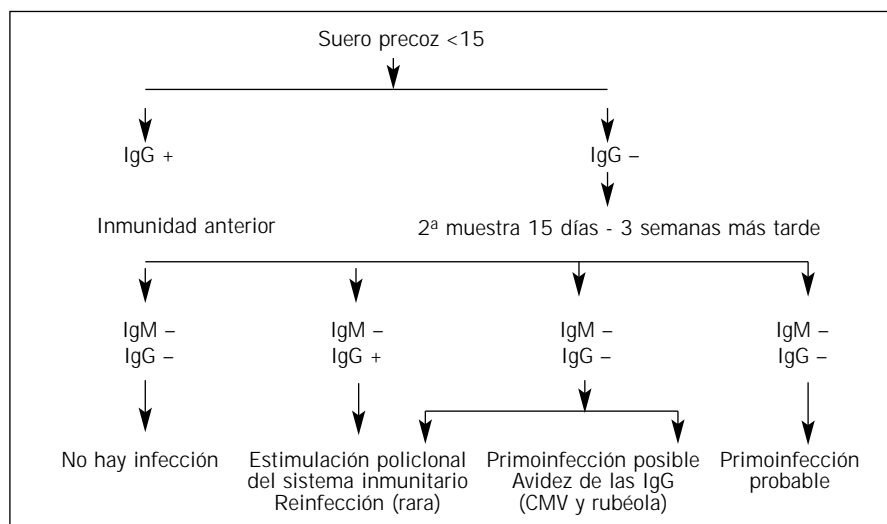 Suero precoz <15
IgG +
IgG –
Inmunidad anterior
2ª muestra 15 días - 3 semanas más tarde
IgM –
IgG –
IgM –
IgG +
IgM –
IgG –
IgM –
IgG –
No hay infección
Estimulación policlonal
del sistema inmunitario
Reinfección (rara)
Primoinfección posible
Avidez de las IgG
(CMV y rubéola)
Primoinfección
probable